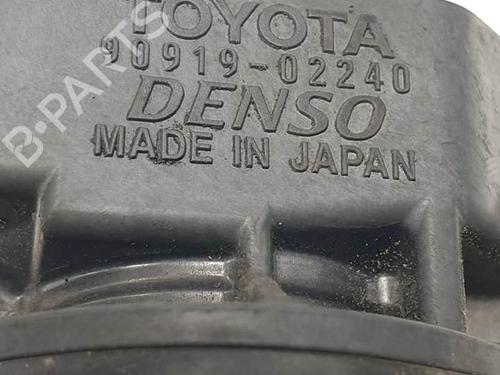 TOYOTA
90919-02240
DENSO
MADE IN JAPAN
B-PARTS